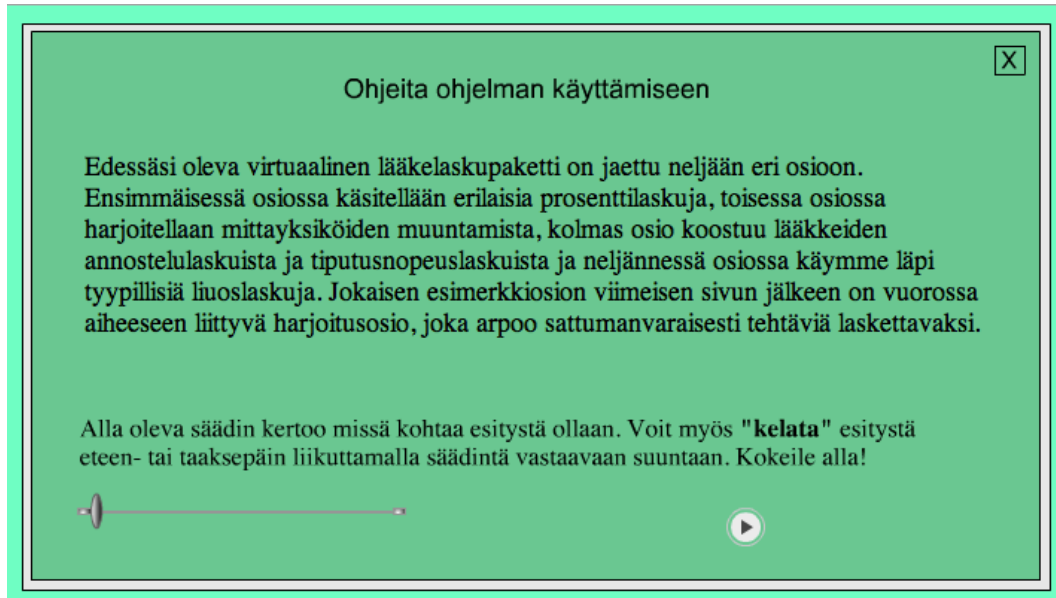 X
Ohjeita ohjelman käyttämiseen
Edessäsi oleva virtuaalinen lääkelaskupaketti on jaettu neljään eri osioon.
Ensimmäisessä osiossa käsitellään erilaisia prosenttilaskuja, toisessa osiossa
harjoitellaan mittayksiköiden muuntamista, kolmas osio koostuu lääkkeiden
annostelulaskuista ja tiputusnopeuslaskuista ja neljännessä osiossa käymme läpi
tyypillisiä liuoslaskuja. Jokaisen esimerkkiosion viimeisen sivun jälkeen on vuorossa
aiheeseen liittyvä harjoitusosio, joka arpoo sattumanvaraisesti tehtäviä laskettavaksi.
Alla oleva säädin kertoo missä kohtaa esitystä ollaan. Voit myös "kelata" esitystä
eteen- tai taaksepäin liikuttamalla säädintä vastaavaan suuntaan. Kokeile alla!